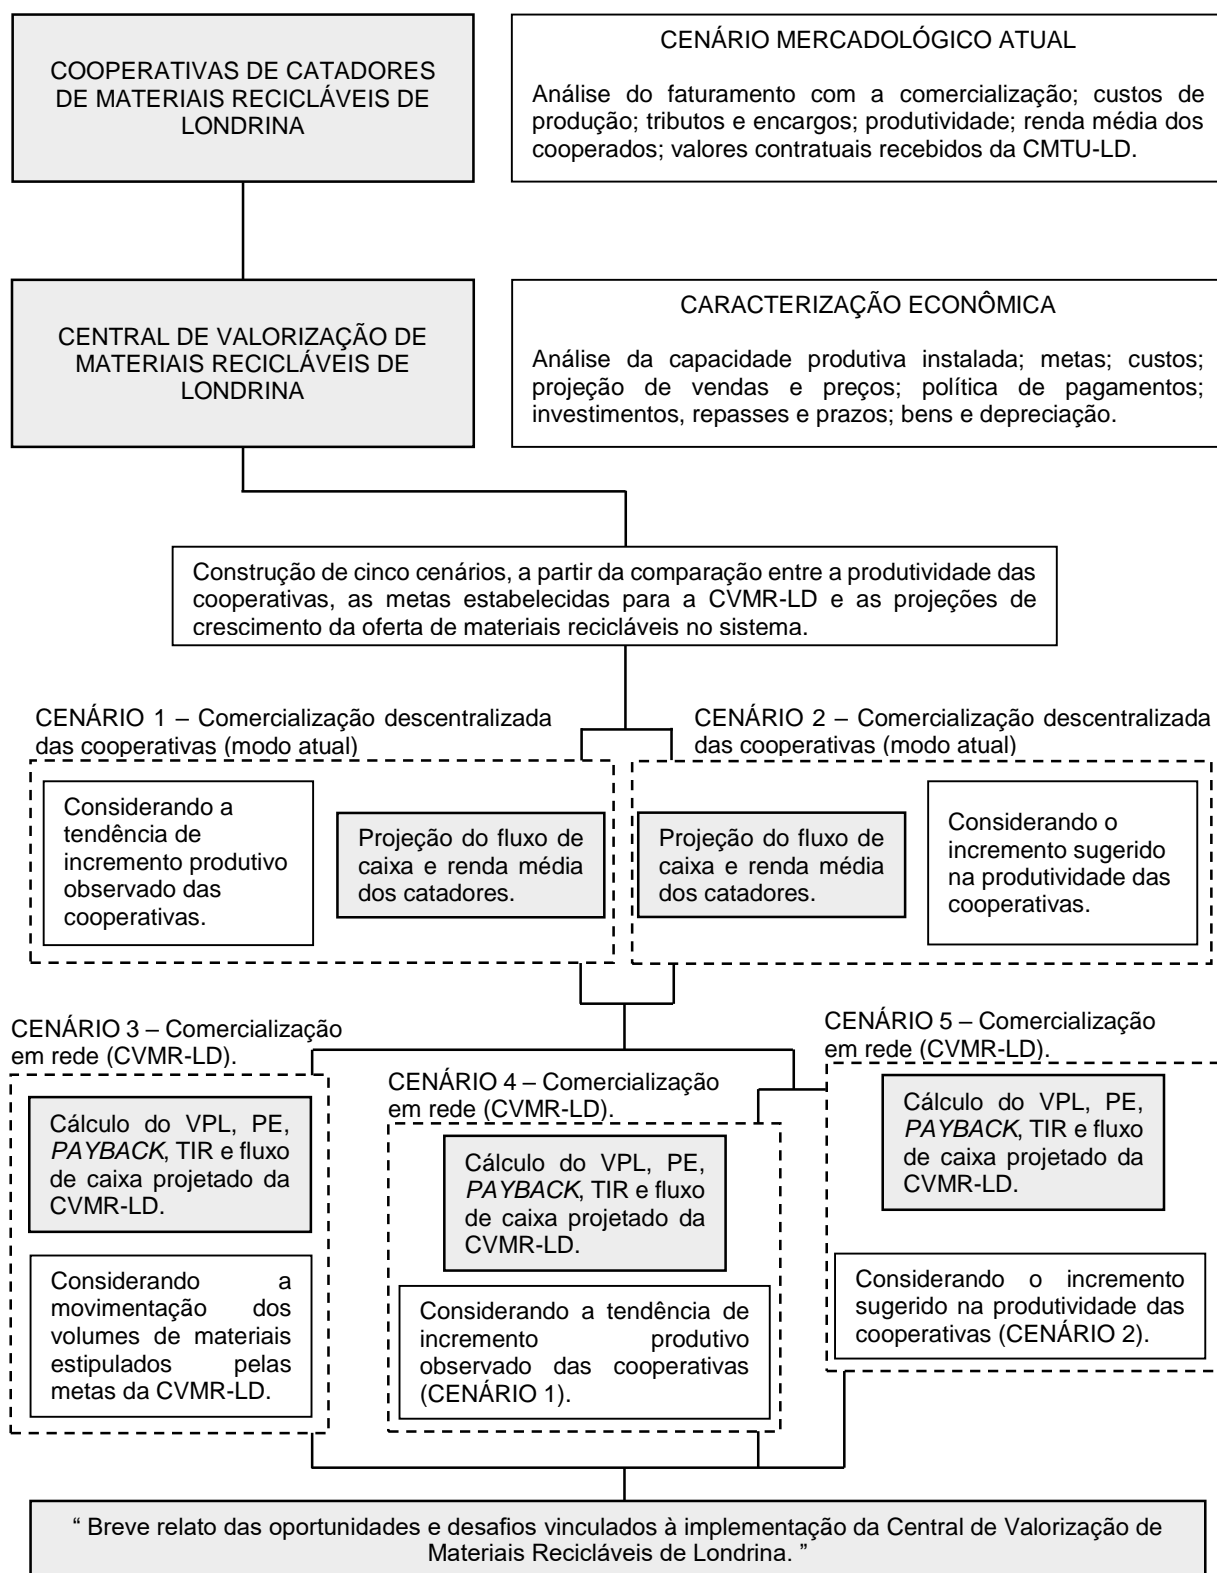 COOPERATIVAS DE CATADORES
DE MATERIAIS RECICLÁVEIS DE
LONDRINA
CENÁRIO MERCADOLÓGICO ATUAL
Análise do faturamento com a comercialização; custos de
produção; tributos e encargos; produtividade; renda média dos
cooperados; valores contratuais recebidos da CMTU-LD.
CENTRAL DE VALORIZAÇÃO DE
MATERIAIS RECICLÁVEIS DE
LONDRINA
CARACTERIZAÇÃO ECONÔMICA
Análise da capacidade produtiva instalada; metas; custos;
projeção de vendas e preços; política de pagamentos;
investimentos, repasses e prazos; bens e depreciação.
Construção de cinco cenários, a partir da comparação entre a produtividade das
cooperativas, as metas estabelecidas para a CVMR-LD e as projeções de
crescimento da oferta de materiais recicláveis no sistema.
CENÁRIO 1 – Comercialização descentralizada
das cooperativas (modo atual)
Considerando a
tendência de
incremento produtivo
observado das
cooperativas.
Projeção do fluxo de
caixa e renda média
dos catadores.
CENÁRIO 2 – Comercialização descentralizada
das cooperativas (modo atual)
Projeção do fluxo de
caixa e renda média
dos catadores.
Considerando o
incremento sugerido
na produtividade das
cooperativas.
CENÁRIO 3 – Comercialização
em rede (CVMR-LD).
Cálculo do VPL, PE,
PAYBACK, TIR e fluxo
de caixa projetado da
CVMR-LD.
Considerando a
movimentação dos
volumes de materiais
estipulados pelas
metas da CVMR-LD.
CENÁRIO 4 – Comercialização
em rede (CVMR-LD).
Cálculo do VPL, PE,
PAYBACK, TIR e fluxo
de caixa projetado da
CVMR-LD.
Considerando a tendência de
incremento produtivo
observado das cooperativas
(CENÁRIO 1).
CENÁRIO 5 – Comercialização
em rede (CVMR-LD).
Cálculo do VPL, PE,
PAYBACK, TIR e fluxo
de caixa projetado da
CVMR-LD.
Considerando o incremento
sugerido na produtividade das
cooperativas (CENÁRIO 2).
“ Breve relato das oportunidades e desafios vinculados à implementação da Central de Valorização de
Materiais Recicláveis de Londrina. ”